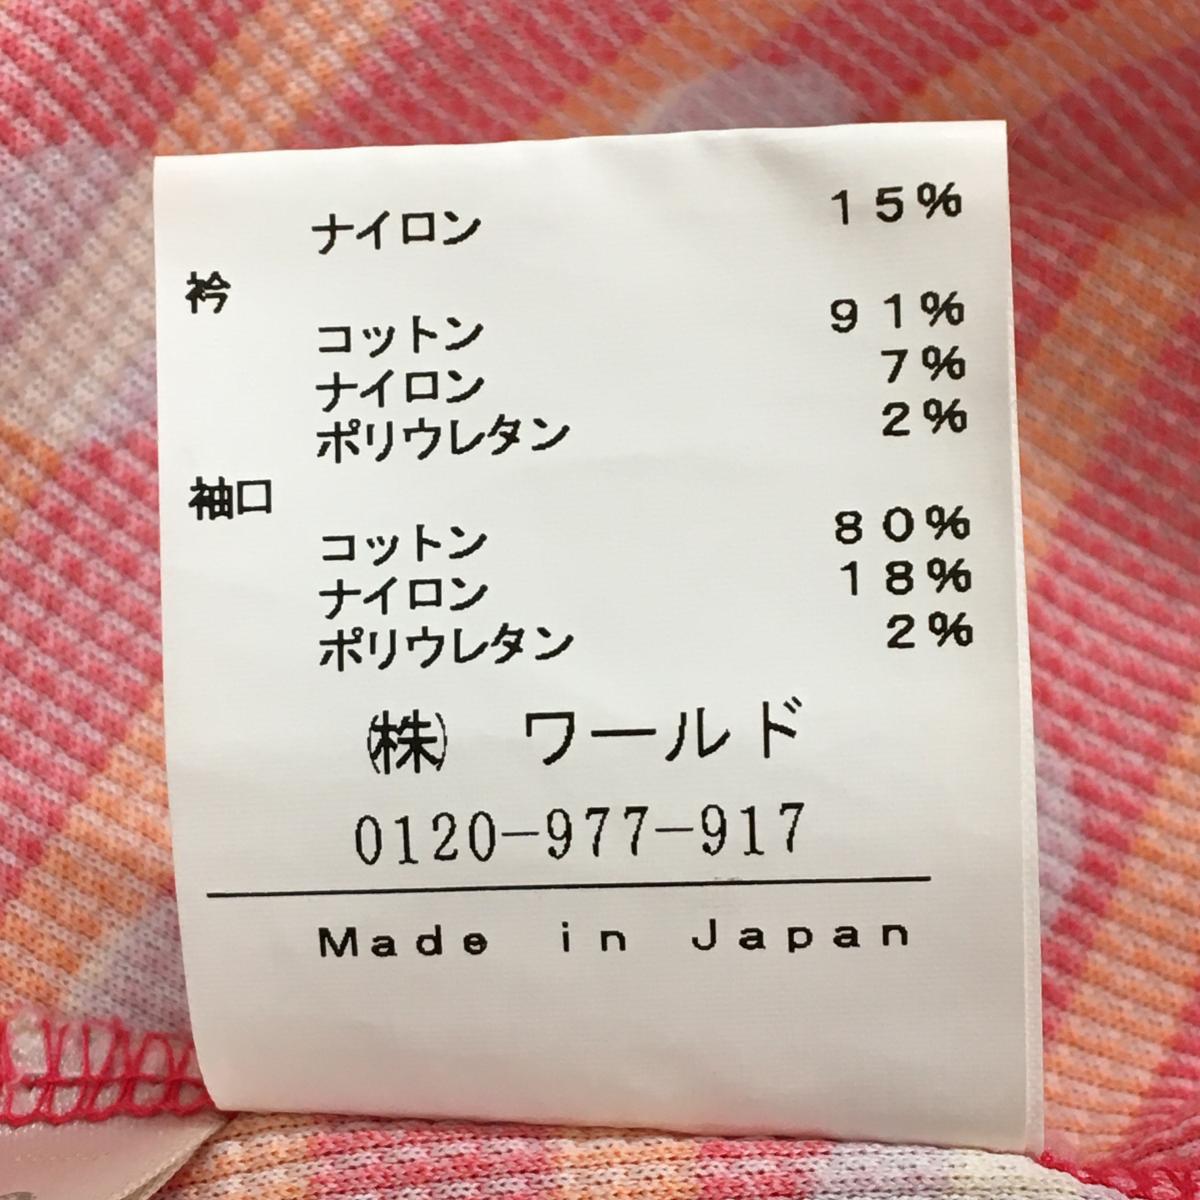 ナイロン 15%
衿
コットン 91%
ナイロン 7%
ポリウレタン 2%
袖口
コットン 80%
ナイロン 18%
ポリウレタン 2%
㈱ ワールド
0120-977-917
Made in Japan